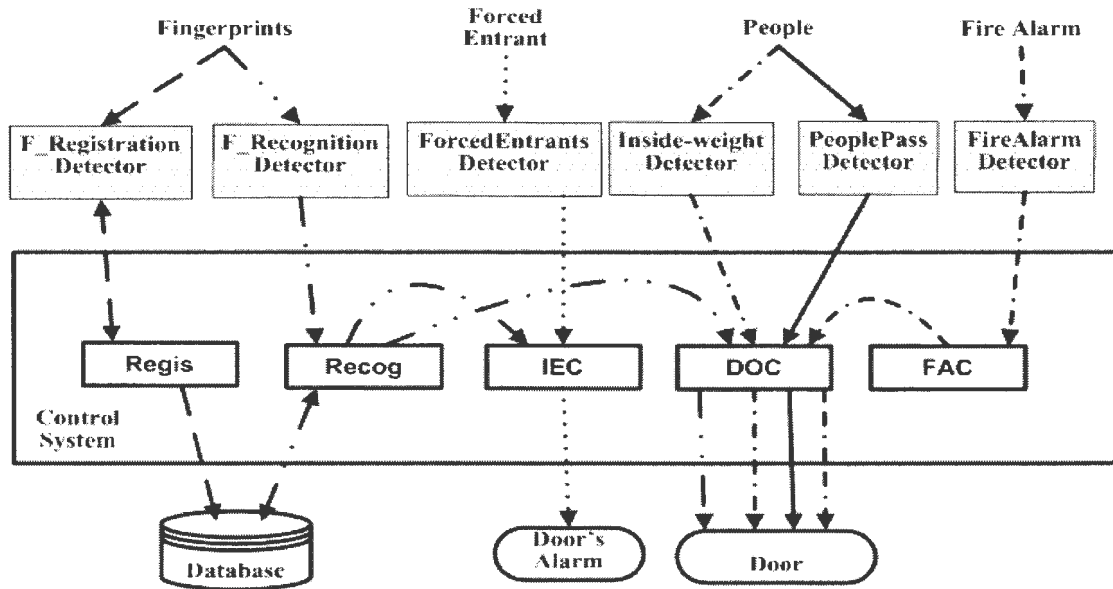 Fingerprints
Forced
Entrant
People
Fire Alarm
F_Registration
Detector
F_Recognition
Detector
ForcedEntrants
Detector
Inside-weight
Detector
PeoplePass
Detector
FireAlarm
Detector
Regis
Recog
IEC
DOC
FAC
Control
System
Database
Door's
Alarm
Door